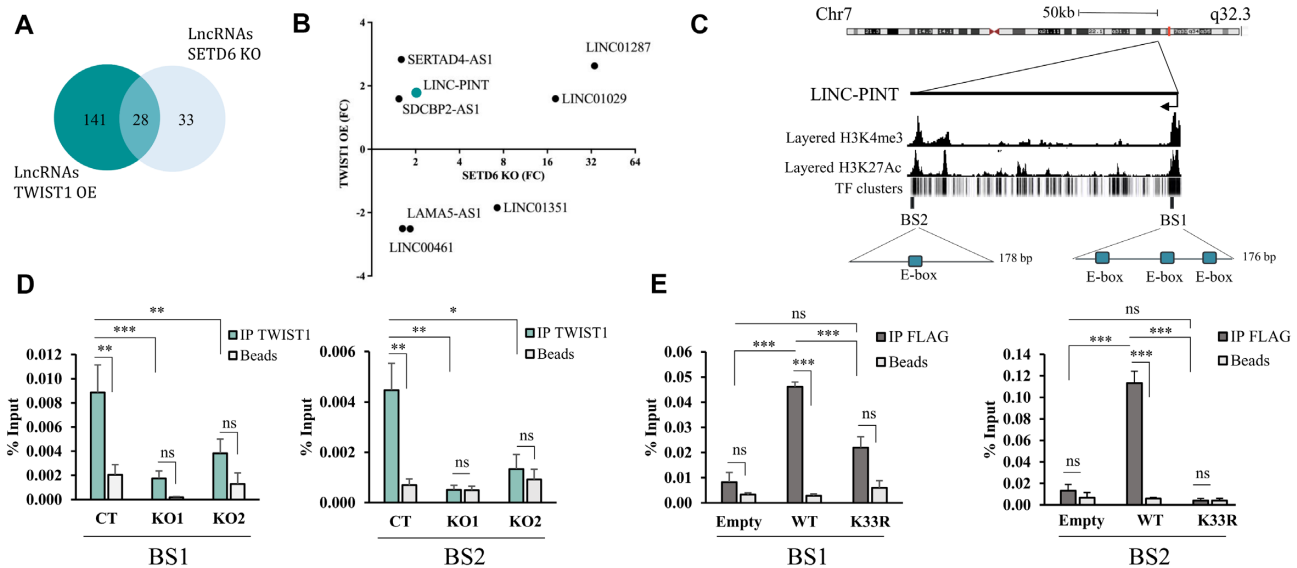 A
LncRNAs
SETD6 KO
141
28
33
LncRNAs
TWIST1 OE
B
TWIST1 OE (FC)
4
2
0
-2
-4
2
4
8
16
32
64
SETD6 KO (FC)
SERTAD4-AS1
LINC-PINT
SDCBP2-AS1
LINC01287
LINC01029
LINC01351
LAMA5-AS1
LINC00461
C
Chr7
50kb
q32.3
LINC-PINT
Layered H3K4me3
Layered H3K27Ac
TF clusters
BS2
BS1
178 bp
E-box
176 bp
E-box
E-box
E-box
D
**
***
**
IP TWIST1
Beads
% Input
0.012
0.010
0.008
0.006
0.004
0.002
0.000
ns
ns
CT
KO1
KO2
BS1
*
**
**
IP TWIST1
Beads
% Input
0.006
0.004
0.002
0.000
ns
ns
CT
KO1
KO2
BS2
E
ns
***
***
***
IP FLAG
Beads
% Input
0.06
0.05
0.04
0.03
0.02
0.01
0.00
ns
ns
Empty
WT
K33R
BS1
ns
***
***
***
IP FLAG
Beads
% Input
0.14
0.12
0.10
0.08
0.06
0.04
0.02
0.00
ns
ns
Empty
WT
K33R
BS2